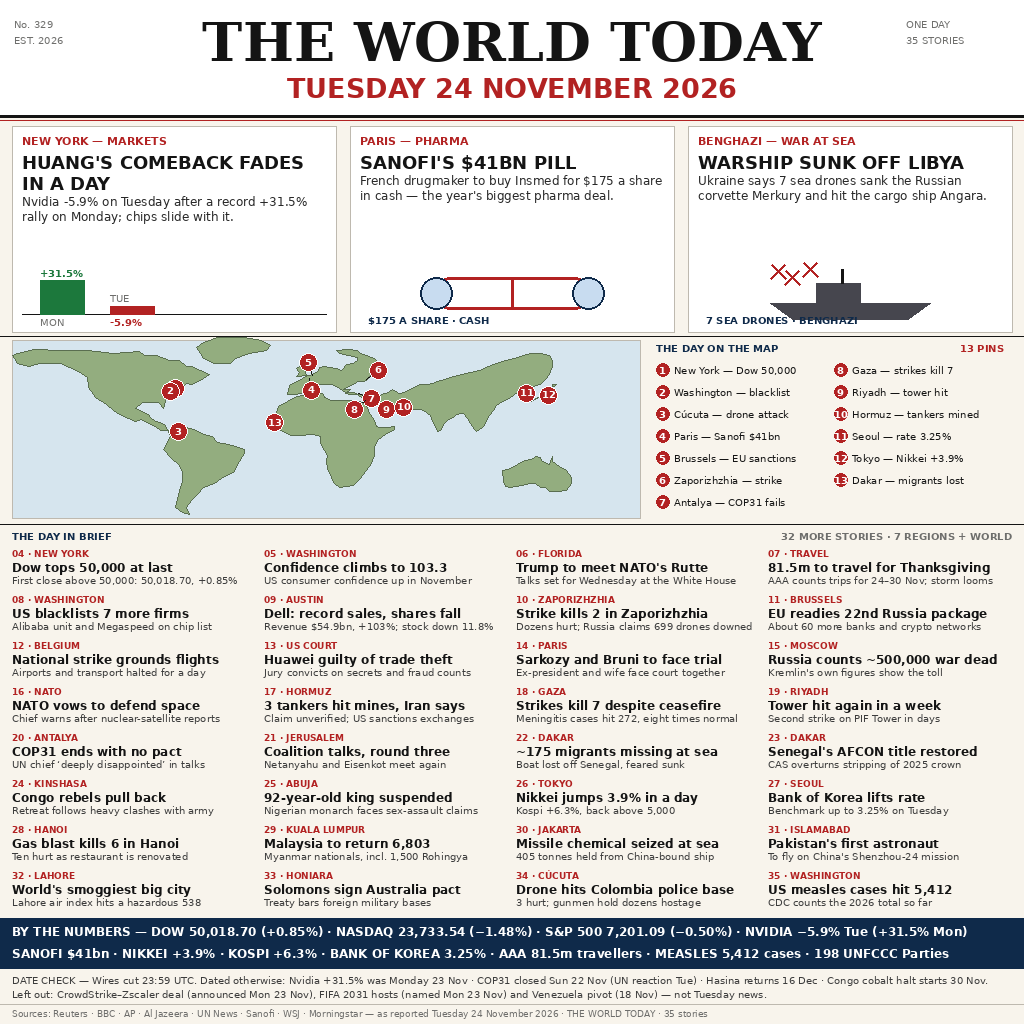 No. 329
EST. 2026
THE WORLD TODAY
TUESDAY 24 NOVEMBER 2026
ONE DAY
35 STORIES
NEW YORK — MARKETS
HUANG'S COMEBACK FADES
IN A DAY
Nvidia -5.9% on Tuesday after a record +31.5%
rally on Monday; chips slide with it.
+31.5%
TUE
MON
-5.9%
PARIS — PHARMA
SANOFI'S $41BN PILL
French drugmaker to buy Insmed for $175 a share
in cash — the year's biggest pharma deal.
$175 A SHARE · CASH
BENGHAZI — WAR AT SEA
WARSHIP SUNK OFF LIBYA
Ukraine says 7 sea drones sank the Russian
corvette Merkury and hit the cargo ship Angara.
7 SEA DRONES · BENGHAZI
2
3
13
5
4
6
7
8
9
10
11
12
THE DAY ON THE MAP
13 PINS
1 New York — Dow 50,000
2 Washington — blacklist
3 Cúcuta — drone attack
4 Paris — Sanofi $41bn
5 Brussels — EU sanctions
6 Zaporizhzhia — strike
7 Antalya — COP31 fails
8 Gaza — strikes kill 7
9 Riyadh — tower hit
10 Hormuz — tankers mined
11 Seoul — rate 3.25%
12 Tokyo — Nikkei +3.9%
13 Dakar — migrants lost
THE DAY IN BRIEF
32 MORE STORIES · 7 REGIONS + WORLD
04 · NEW YORK
Dow tops 50,000 at last
First close above 50,000: 50,018.70, +0.85%
05 · WASHINGTON
Confidence climbs to 103.3
US consumer confidence up in November
06 · FLORIDA
Trump to meet NATO's Rutte
Talks set for Wednesday at the White House
07 · TRAVEL
81.5m to travel for Thanksgiving
AAA counts trips for 24–30 Nov; storm looms
08 · WASHINGTON
US blacklists 7 more firms
Alibaba unit and Megaspeed on chip list
09 · AUSTIN
Dell: record sales, shares fall
Revenue $54.9bn, +103%; stock down 11.8%
10 · ZAPORIZHZHIA
Strike kills 2 in Zaporizhzhia
Dozens hurt; Russia claims 699 drones downed
11 · BRUSSELS
EU readies 22nd Russia package
About 60 more banks and crypto networks
12 · BELGIUM
National strike grounds flights
Airports and transport halted for a day
13 · US COURT
Huawei guilty of trade theft
Jury convicts on secrets and fraud counts
14 · PARIS
Sarkozy and Bruni to face trial
Ex-president and wife face court together
15 · MOSCOW
Russia counts ~500,000 war dead
Kremlin's own figures show the toll
16 · NATO
NATO vows to defend space
Chief warns after nuclear-satellite reports
17 · HORMUZ
3 tankers hit mines, Iran says
Claim unverified; US sanctions exchanges
18 · GAZA
Strikes kill 7 despite ceasefire
Meningitis cases hit 272, eight times normal
19 · RIYADH
Tower hit again in a week
Second strike on PIF Tower in days
20 · ANTALYA
COP31 ends with no pact
UN chief ‘deeply disappointed’ in talks
21 · JERUSALEM
Coalition talks, round three
Netanyahu and Eisenkot meet again
22 · DAKAR
~175 migrants missing at sea
Boat lost off Senegal, feared sunk
23 · DAKAR
Senegal's AFCON title restored
CAS overturns stripping of 2025 crown
24 · KINSHASA
Congo rebels pull back
Retreat follows heavy clashes with army
25 · ABUJA
92-year-old king suspended
Nigerian monarch faces sex-assault claims
26 · TOKYO
Nikkei jumps 3.9% in a day
Kospi +6.3%, back above 5,000
27 · SEOUL
Bank of Korea lifts rate
Benchmark up to 3.25% on Tuesday
28 · HANOI
Gas blast kills 6 in Hanoi
Ten hurt as restaurant is renovated
29 · KUALA LUMPUR
Malaysia to return 6,803
Myanmar nationals, incl. 1,500 Rohingya
30 · JAKARTA
Missile chemical seized at sea
405 tonnes held from China-bound ship
31 · ISLAMABAD
Pakistan's first astronaut
To fly on China's Shenzhou-24 mission
32 · LAHORE
World's smoggiest big city
Lahore air index hits a hazardous 538
33 · HONIARA
Solomons sign Australia pact
Treaty bars foreign military bases
34 · CÚCUTA
Drone hits Colombia police base
3 hurt; gunmen hold dozens hostage
35 · WASHINGTON
US measles cases hit 5,412
CDC counts the 2026 total so far
BY THE NUMBERS — DOW 50,018.70 (+0.85%) · NASDAQ 23,733.54 (−1.48%) · S&P 500 7,201.09 (−0.50%) · NVIDIA −5.9% Tue (+31.5% Mon)
SANOFI $41bn · NIKKEI +3.9% · KOSPI +6.3% · BANK OF KOREA 3.25% · AAA 81.5m travellers · MEASLES 5,412 cases · 198 UNFCCC Parties
DATE CHECK — Wires cut 23:59 UTC. Dated otherwise: Nvidia +31.5% was Monday 23 Nov · COP31 closed Sun 22 Nov (UN reaction Tue) · Hasina returns 16 Dec · Congo cobalt halt starts 30 Nov.
Left out: CrowdStrike–Zscaler deal (announced Mon 23 Nov), FIFA 2031 hosts (named Mon 23 Nov) and Venezuela pivot (18 Nov) — not Tuesday news.
Sources: Reuters · BBC · AP · Al Jazeera · UN News · Sanofi · WSJ · Morningstar — as reported Tuesday 24 November 2026 · THE WORLD TODAY · 35 stories